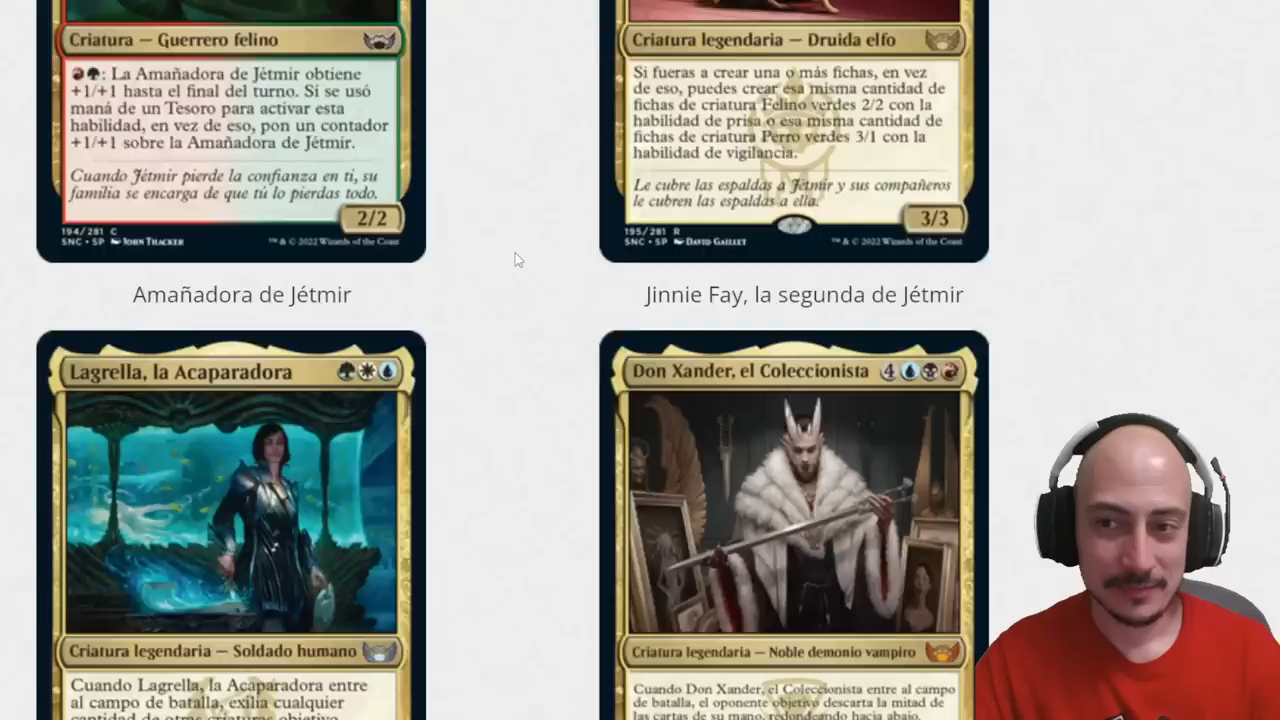 Criatura — Guerrero felino
: La Amañadora de Jétmir obtiene
+1/+1 hasta el final del turno. Si se usó
maná de un Tesoro para activar esta
habilidad, en vez de eso, pon un contador
+1/+1 sobre la Amañadora de Jétmir.
Cuando Jétmir pierde la confianza en ti, su
familia se encarga de que tú lo pierdas todo.
2/2
194/281 C
SNC • SP JOHN THACKER
™ & © 2022 Wizards of the Coast
Amañadora de Jétmir
Criatura legendaria — Druida elfo
Si fueras a crear una o más fichas, en vez
de eso, puedes crear esa misma cantidad de
fichas de criatura Felino verdes 2/2 con la
habilidad de prisa o esa misma cantidad de
fichas de criatura Perro verdes 3/1 con la
habilidad de vigilancia.
Le cubre las espaldas a Jétmir y sus compañeros
le cubren las espaldas a ella.
3/3
195/281 R
SNC • SP DAVID GAILLET
™ & © 2022 Wizards of the Coast
Jinnie Fay, la segunda de Jétmir
Lagrella, la Acaparadora
Criatura legendaria — Soldado humano
Cuando Lagrella, la Acaparadora entre
al campo de batalla, exilia cualquier
cantidad de otras criaturas objetivo
Don Xander, el Coleccionista 4
Criatura legendaria — Noble demonio vampiro
Cuando Don Xander, el Coleccionista entre al campo
de batalla, el oponente objetivo descarta la mitad de
las cartas de su mano, redondeando hacia abajo.